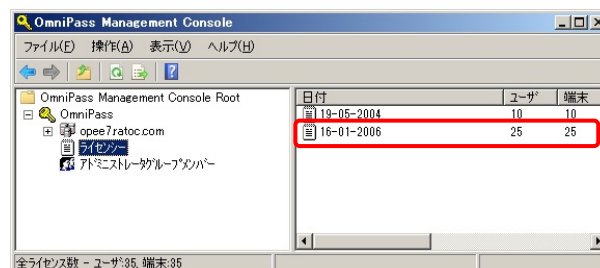 OmniPass Management Console
ファイル(F) 操作(A) 表示(V) ヘルプ(H)
OmniPass Management Console Root
OmniPass
opee7ratoc.com
ライセンシー
アドミニストレータグループメンバー
日付 ユーザ 端末
19-05-2004 10 10
16-01-2006 25 25
全ライセンス数 - ユーザ:35, 端末:35